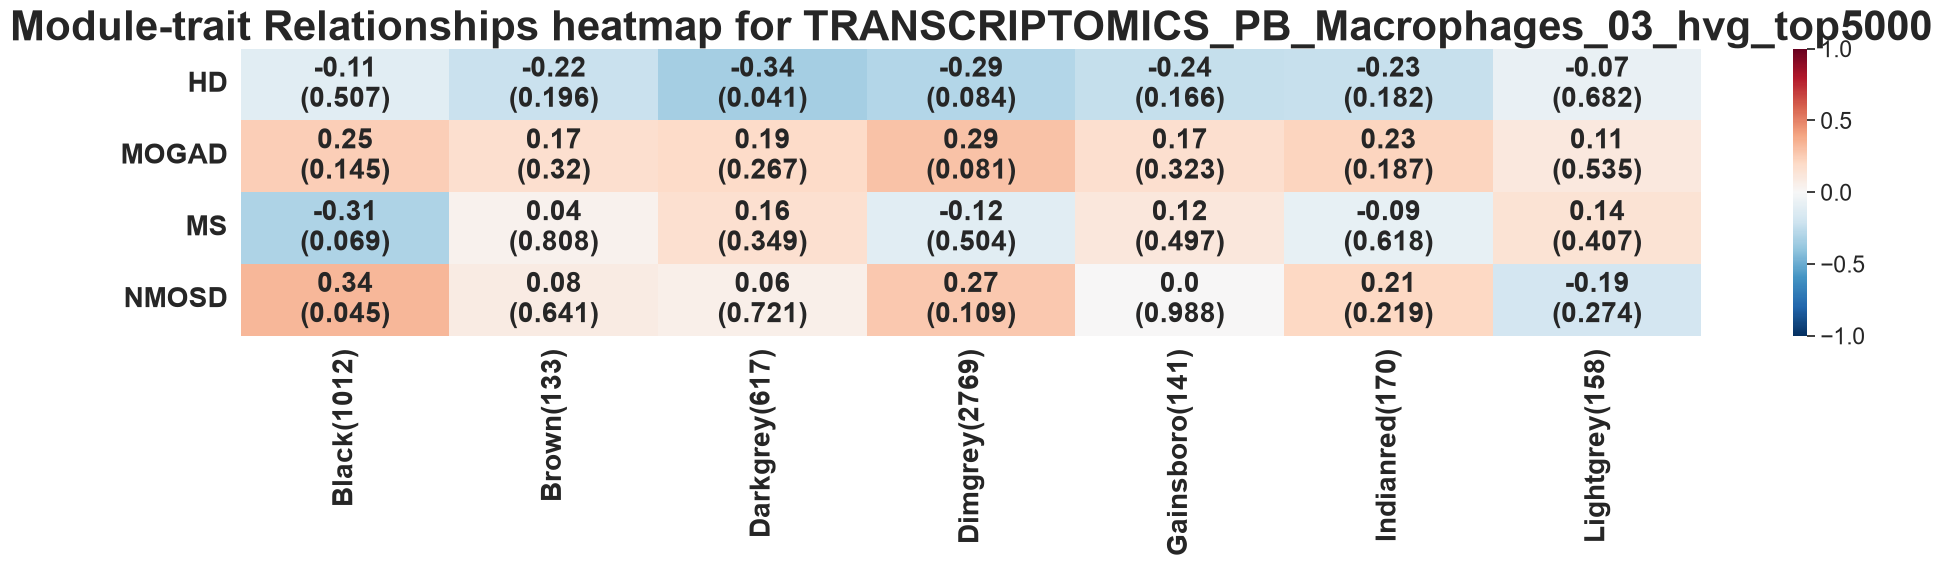 Module-trait Relationships heatmap for TRANSCRIPTOMICS_PB_Macrophages_03_hvg_top5000
HD -0.11 -0.22 -0.34 -0.29 -0.24 -0.23 -0.07
(0.507) (0.196) (0.041) (0.084) (0.166) (0.182) (0.682)
MOGAD 0.25 0.17 0.19 0.29 0.17 0.23 0.11
(0.145) (0.32) (0.267) (0.081) (0.323) (0.187) (0.535)
MS -0.31 0.04 0.16 -0.12 0.12 -0.09 0.14
(0.069) (0.808) (0.349) (0.504) (0.497) (0.618) (0.407)
NMOSD 0.34 0.08 0.06 0.27 0.0 0.21 -0.19
(0.045) (0.641) (0.721) (0.109) (0.988) (0.219) (0.274)
Black(1012)
Brown(133)
Darkgrey(617)
Dimgrey(2769)
Gainsboro(141)
Indianred(170)
Lightgrey(158)
1.0
0.5
0.0
−0.5
−1.0